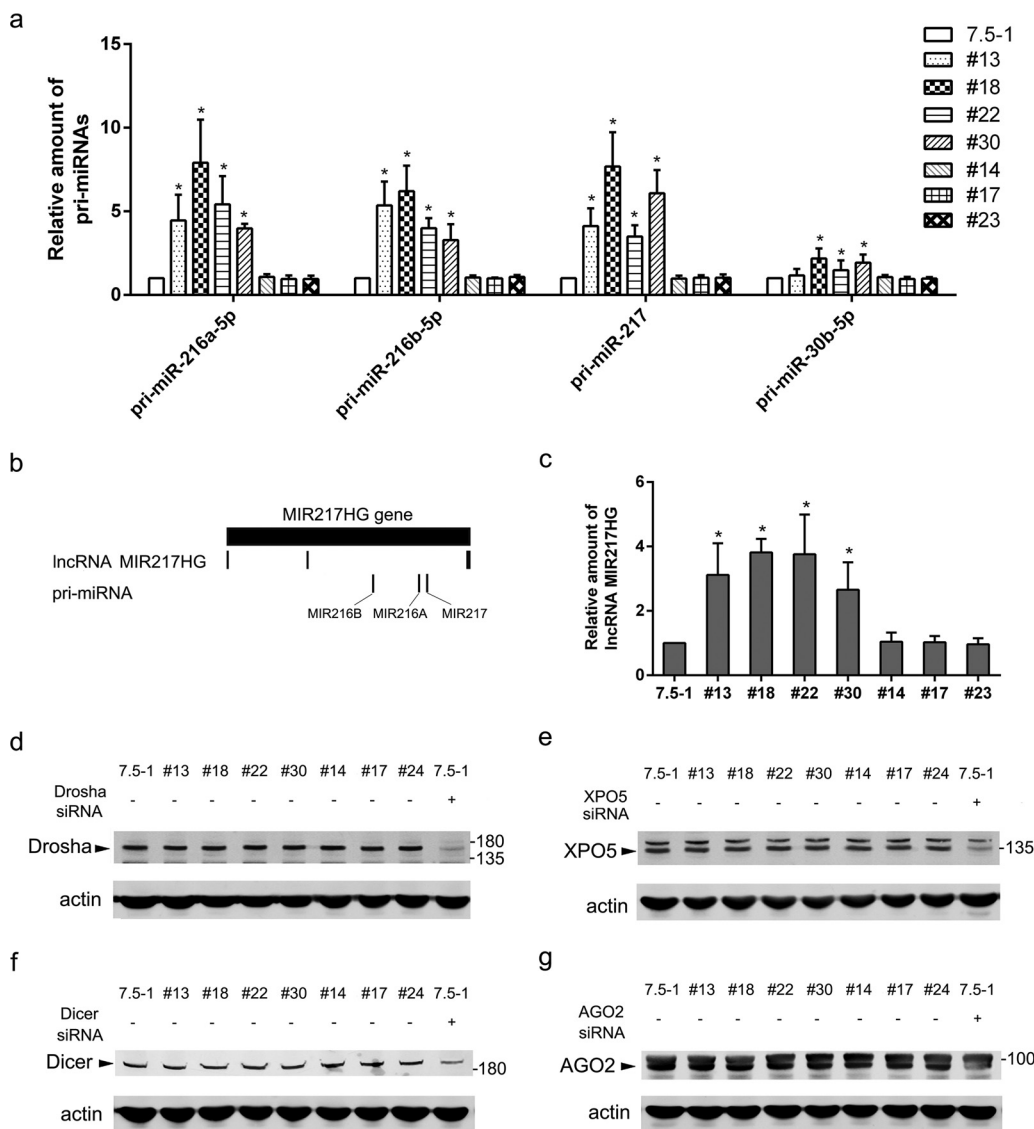 a
Relative amount of
pri-miRNAs
15
10
5
0
* * * *
* * * *
* * * *
* * *
pri-miR-216a-5p
pri-miR-216b-5p
pri-miR-217
pri-miR-30b-5p
7.5-1
#13
#18
#22
#30
#14
#17
#23
b
MIR217HG gene
lncRNA MIR217HG
pri-miRNA
MIR216B MIR216A MIR217
c
Relative amount of
lncRNA MIR217HG
6
4
2
0
* * * *
7.5-1 #13 #18 #22 #30 #14 #17 #23
d
7.5-1 #13 #18 #22 #30 #14 #17 #24 7.5-1
Drosha
siRNA
- - - - - - - - +
Drosha
-180
-135
actin
e
7.5-1 #13 #18 #22 #30 #14 #17 #24 7.5-1
XPO5
siRNA
- - - - - - - - +
XPO5
-135
actin
f
7.5-1 #13 #18 #22 #30 #14 #17 #24 7.5-1
Dicer
siRNA
- - - - - - - - +
Dicer
-180
actin
g
7.5-1 #13 #18 #22 #30 #14 #17 #24 7.5-1
AGO2
siRNA
- - - - - - - - +
AGO2
-100
actin